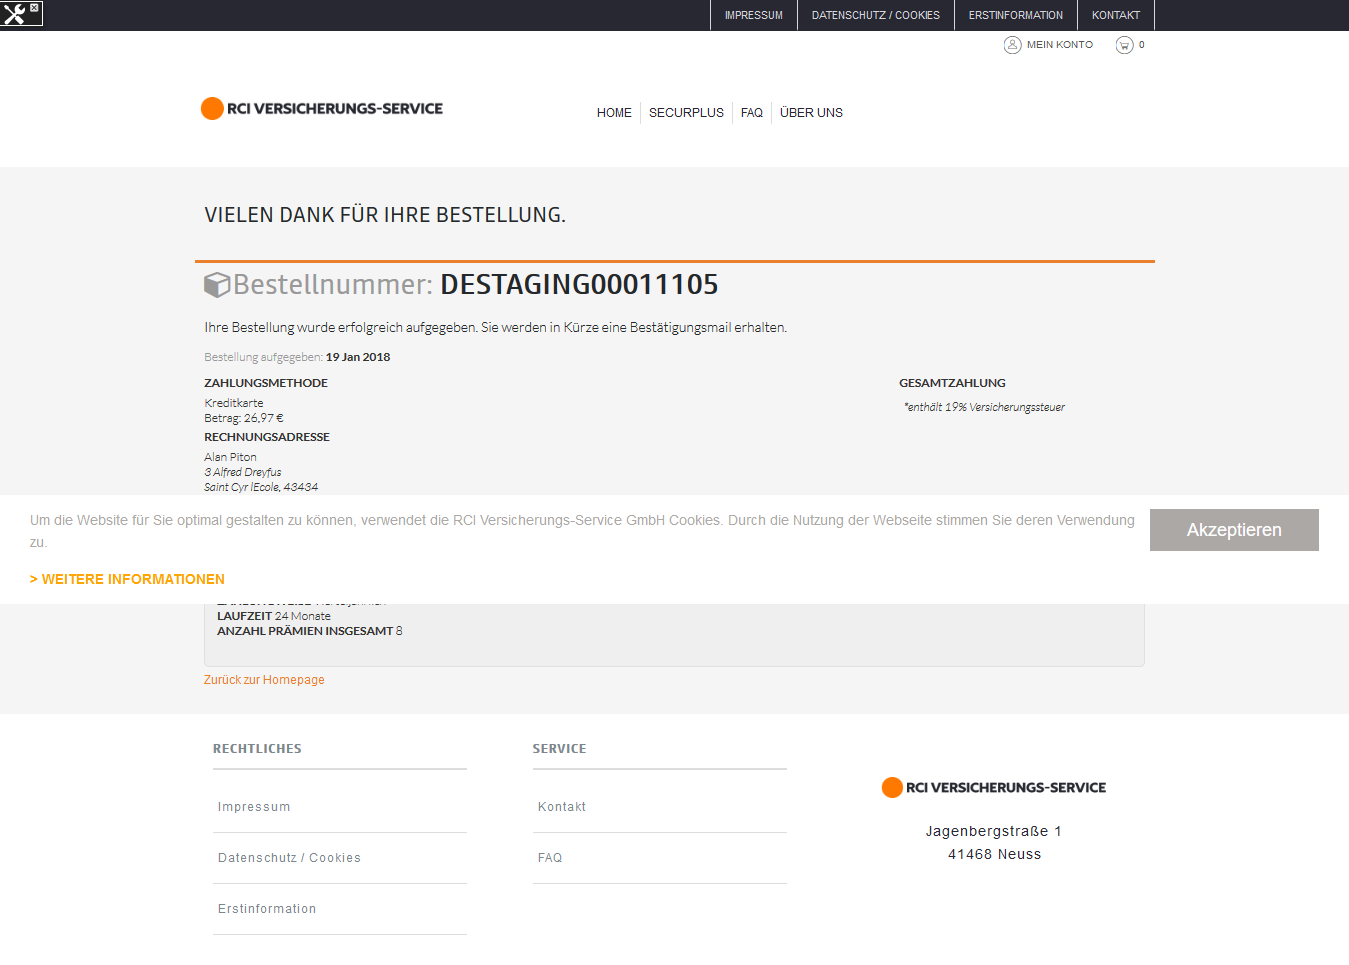 IMPRESSUM
DATENSCHUTZ / COOKIES
ERSTINFORMATION
KONTAKT
MEIN KONTO
0
RCI VERSICHERUNGS-SERVICE
HOME
SECURPLUS
FAQ
ÜBER UNS
VIELEN DANK FÜR IHRE BESTELLUNG.
Bestellnummer: DESTAGING00011105
Ihre Bestellung wurde erfolgreich aufgegeben. Sie werden in Kürze eine Bestätigungsmail erhalten.
Bestellung aufgegeben: 19 Jan 2018
ZAHLUNGSMETHODE
Kreditkarte
Betrag: 26,97 €
GESAMTZAHLUNG
*enthält 19% Versicherungssteuer
RECHNUNGSADRESSE
Alan Piton
3 Alfred Dreyfus
Saint Cyr lEcole, 43434
Um die Website für Sie optimal gestalten zu können, verwendet die RCI Versicherungs-Service GmbH Cookies. Durch die Nutzung der Webseite stimmen Sie deren Verwendung
zu.
Akzeptieren
> WEITERE INFORMATIONEN
LAUFZEIT 24 Monate
ANZAHL PRÄMIEN INSGESAMT 8
Zurück zur Homepage
RECHTLICHES
Impressum
Datenschutz / Cookies
Erstinformation
SERVICE
Kontakt
FAQ
RCI VERSICHERUNGS-SERVICE
Jagenbergstraße 1
41468 Neuss